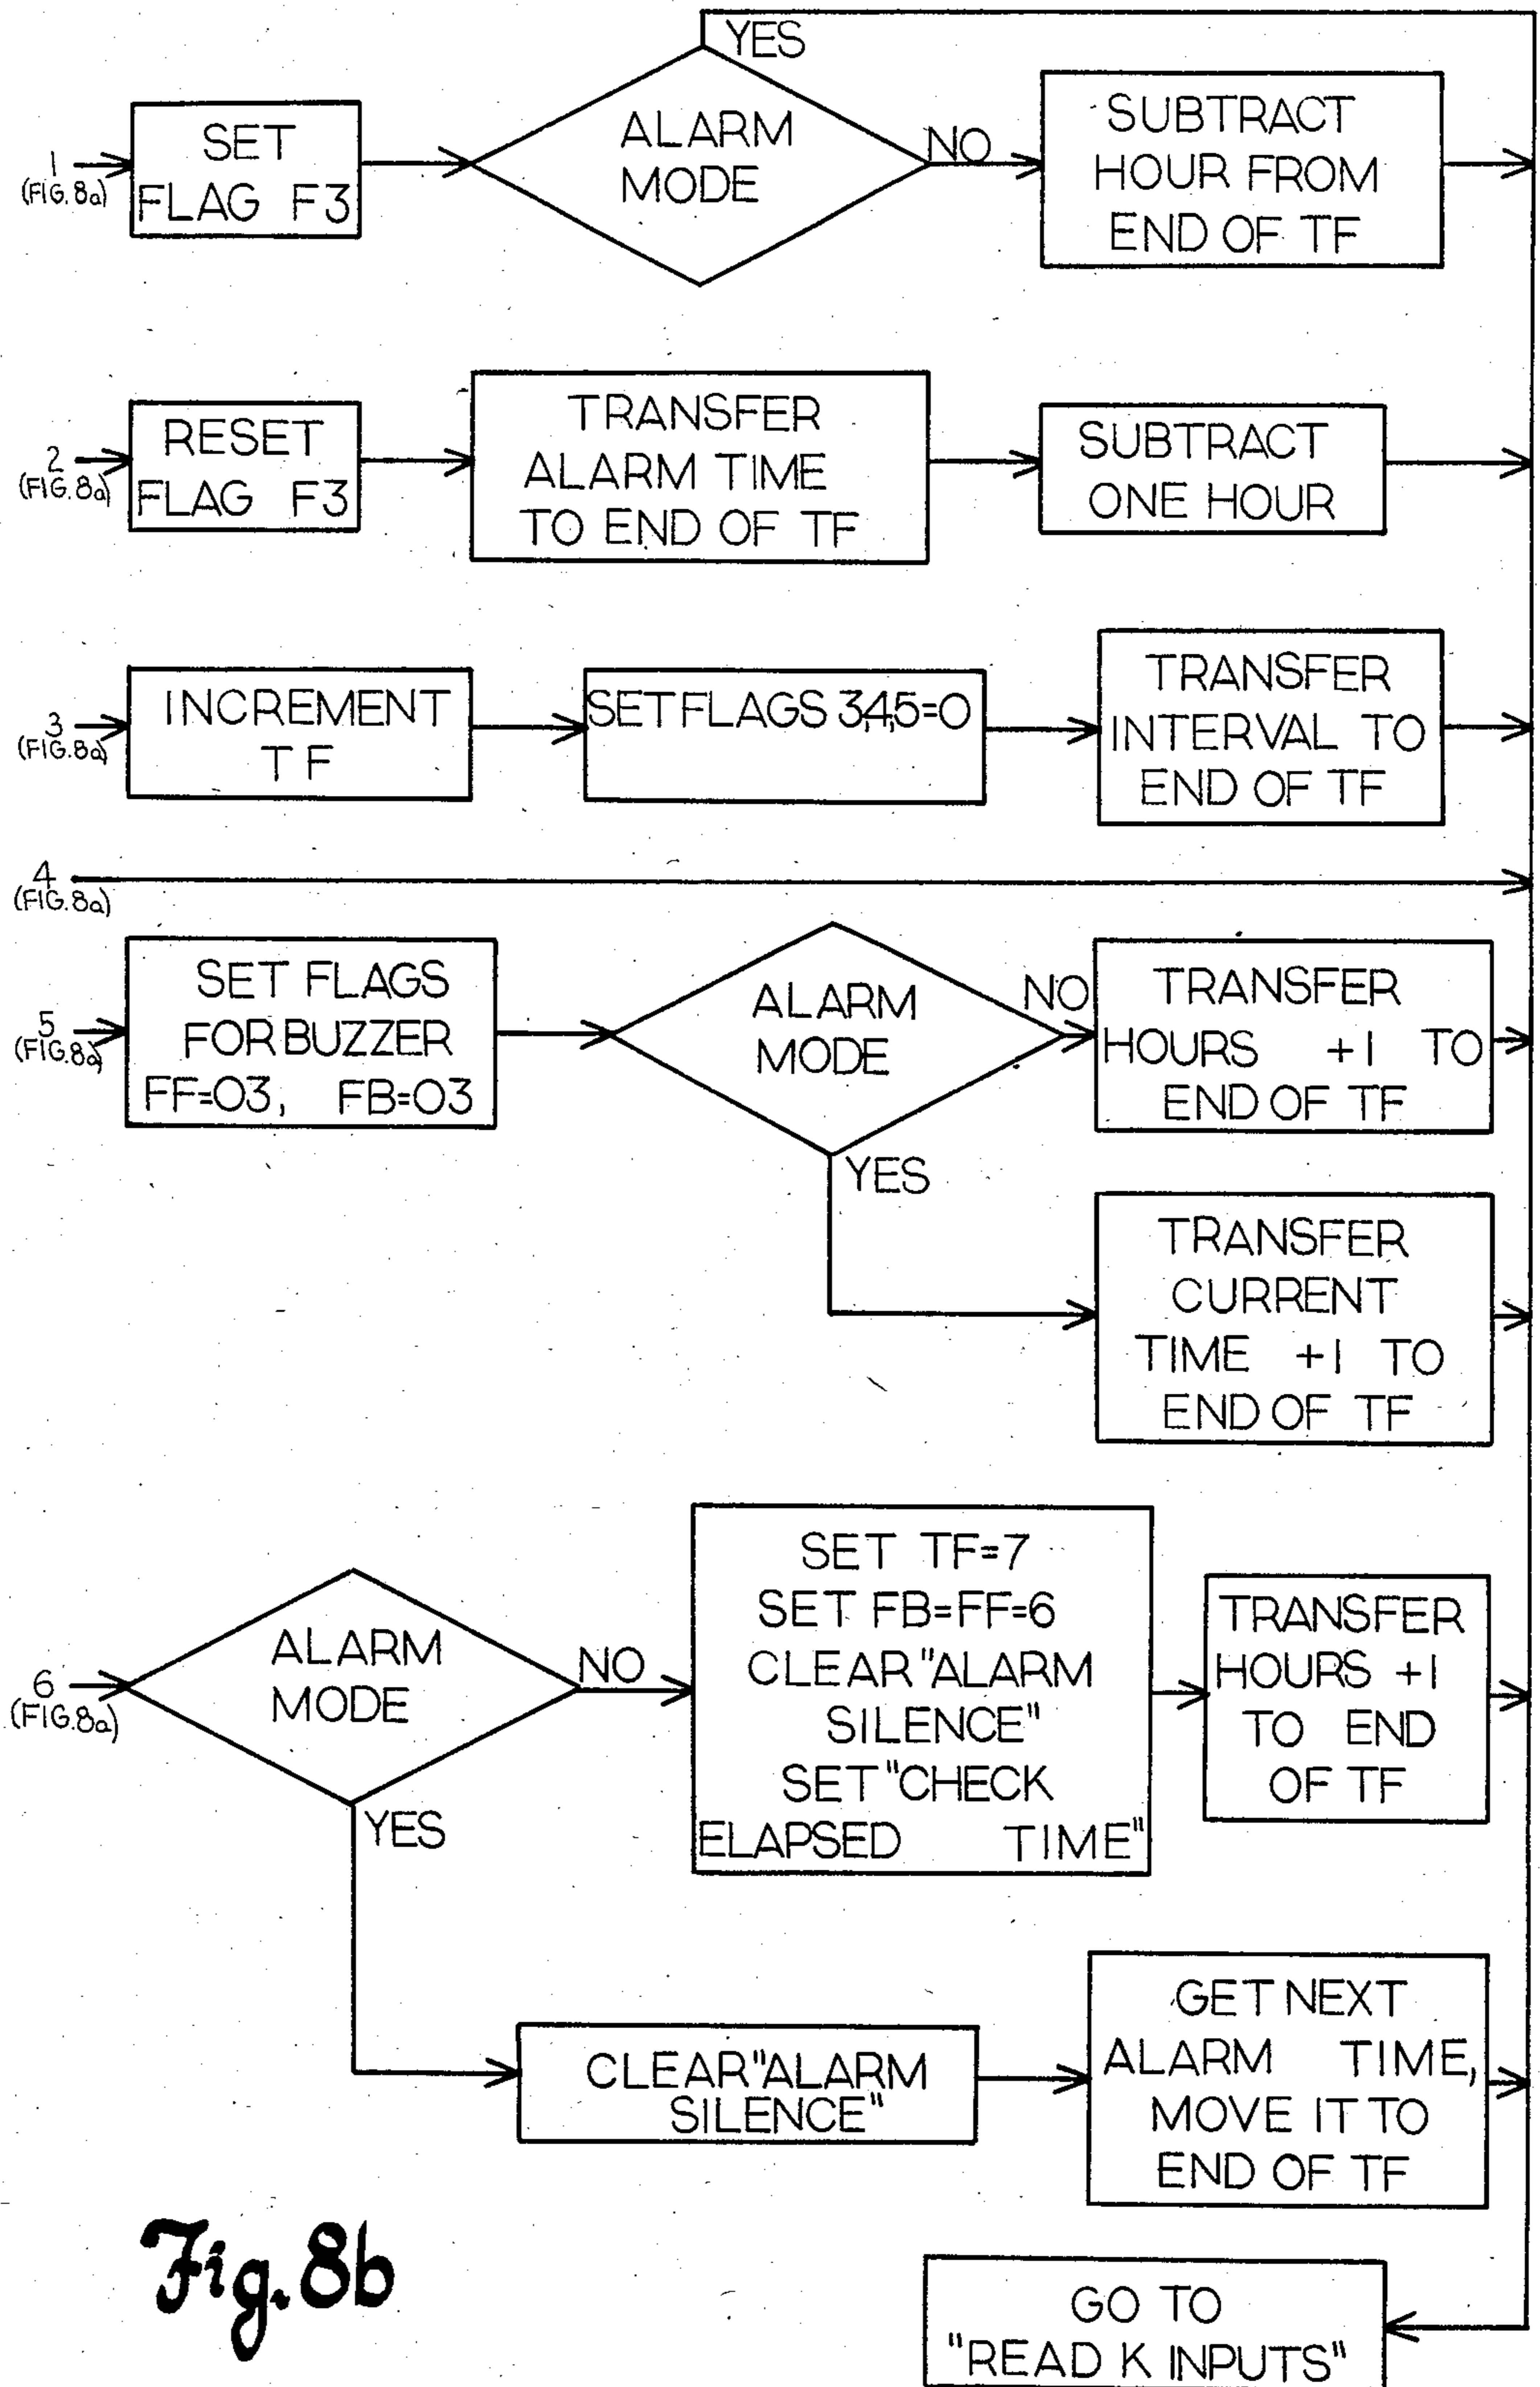 YES
1
(FIG.8a)
SET
FLAG F3
ALARM
MODE
NO
SUBTRACT
HOUR FROM
END OF TF
2
(FIG.8a)
RESET
FLAG F3
TRANSFER
ALARM TIME
TO END OF TF
SUBTRACT
ONE HOUR
3
(FIG.8a)
INCREMENT
TF
SET FLAGS 3,4,5=0
TRANSFER
INTERVAL TO
END OF TF
4
(FIG.8a)
5
(FIG.8a)
SET FLAGS
FOR BUZZER
FF=03, FB=03
ALARM
MODE
NO
YES
TRANSFER
HOURS +1 TO
END OF TF
TRANSFER
CURRENT
TIME +1 TO
END OF TF
6
(FIG.8a)
ALARM
MODE
NO
YES
SET TF=7
SET FB=FF=6
CLEAR "ALARM
SILENCE"
SET "CHECK
ELAPSED TIME"
TRANSFER
HOURS +1
TO END
OF TF
CLEAR "ALARM
SILENCE"
GET NEXT
ALARM TIME,
MOVE IT TO
END OF TF
Fig. 8b
GO TO
"READ K INPUTS"